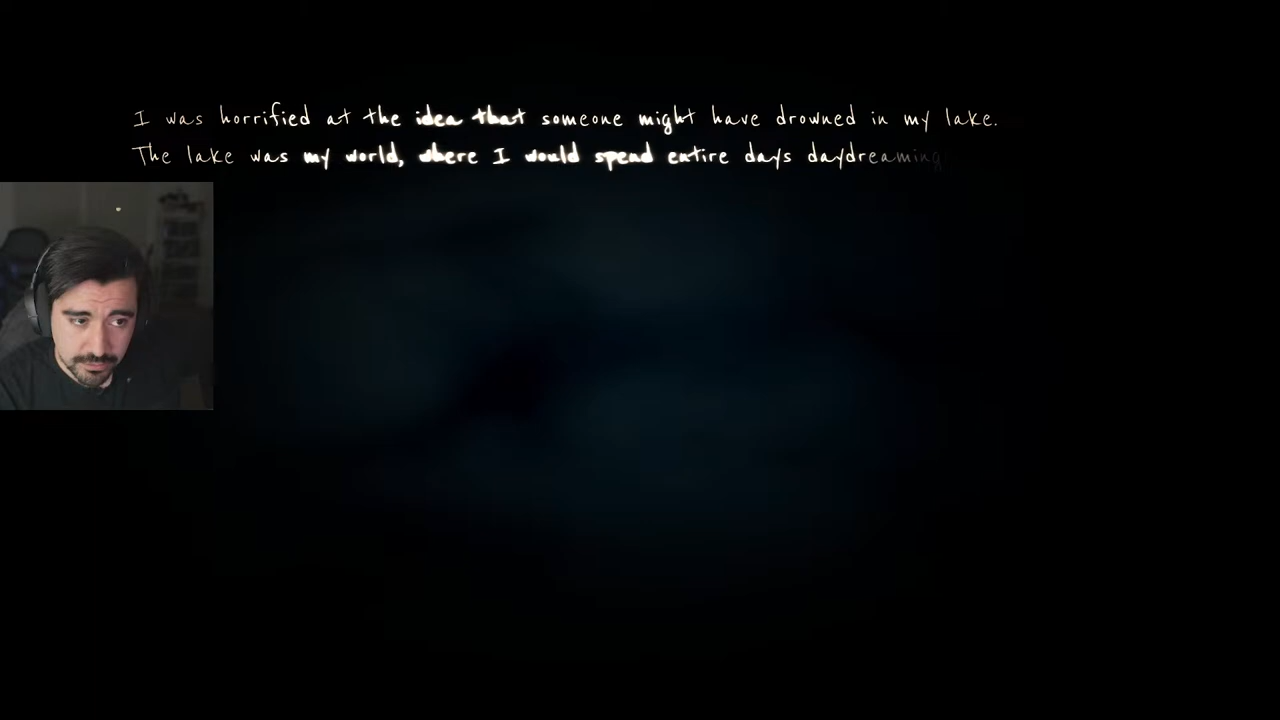 I was horrified at the idea that someone might have drowned in my lake.
The lake was my world, where I would spend entire days daydreaming